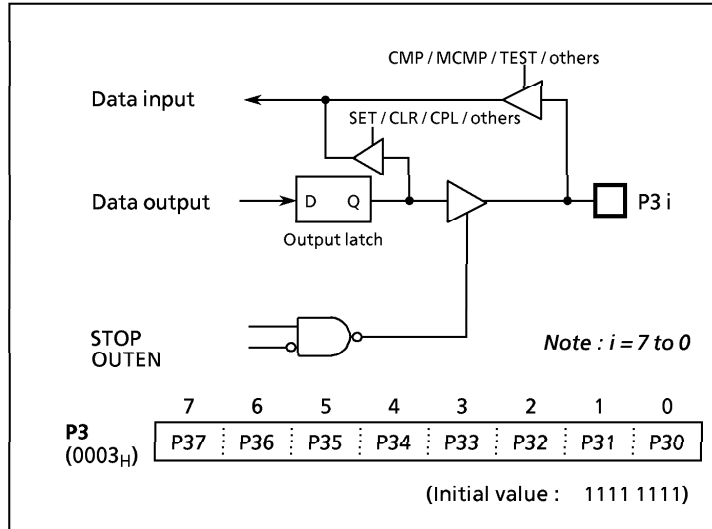 CMP / MCMP / TEST / others
Data input
SET / CLR / CPL / others
Data output
D Q
P3 i
Output latch
STOP
OUTEN
Note : i = 7 to 0
7 6 5 4 3 2 1 0
P3
(0003H)
P37 P36 P35 P34 P33 P32 P31 P30
(Initial value : 1111 1111)